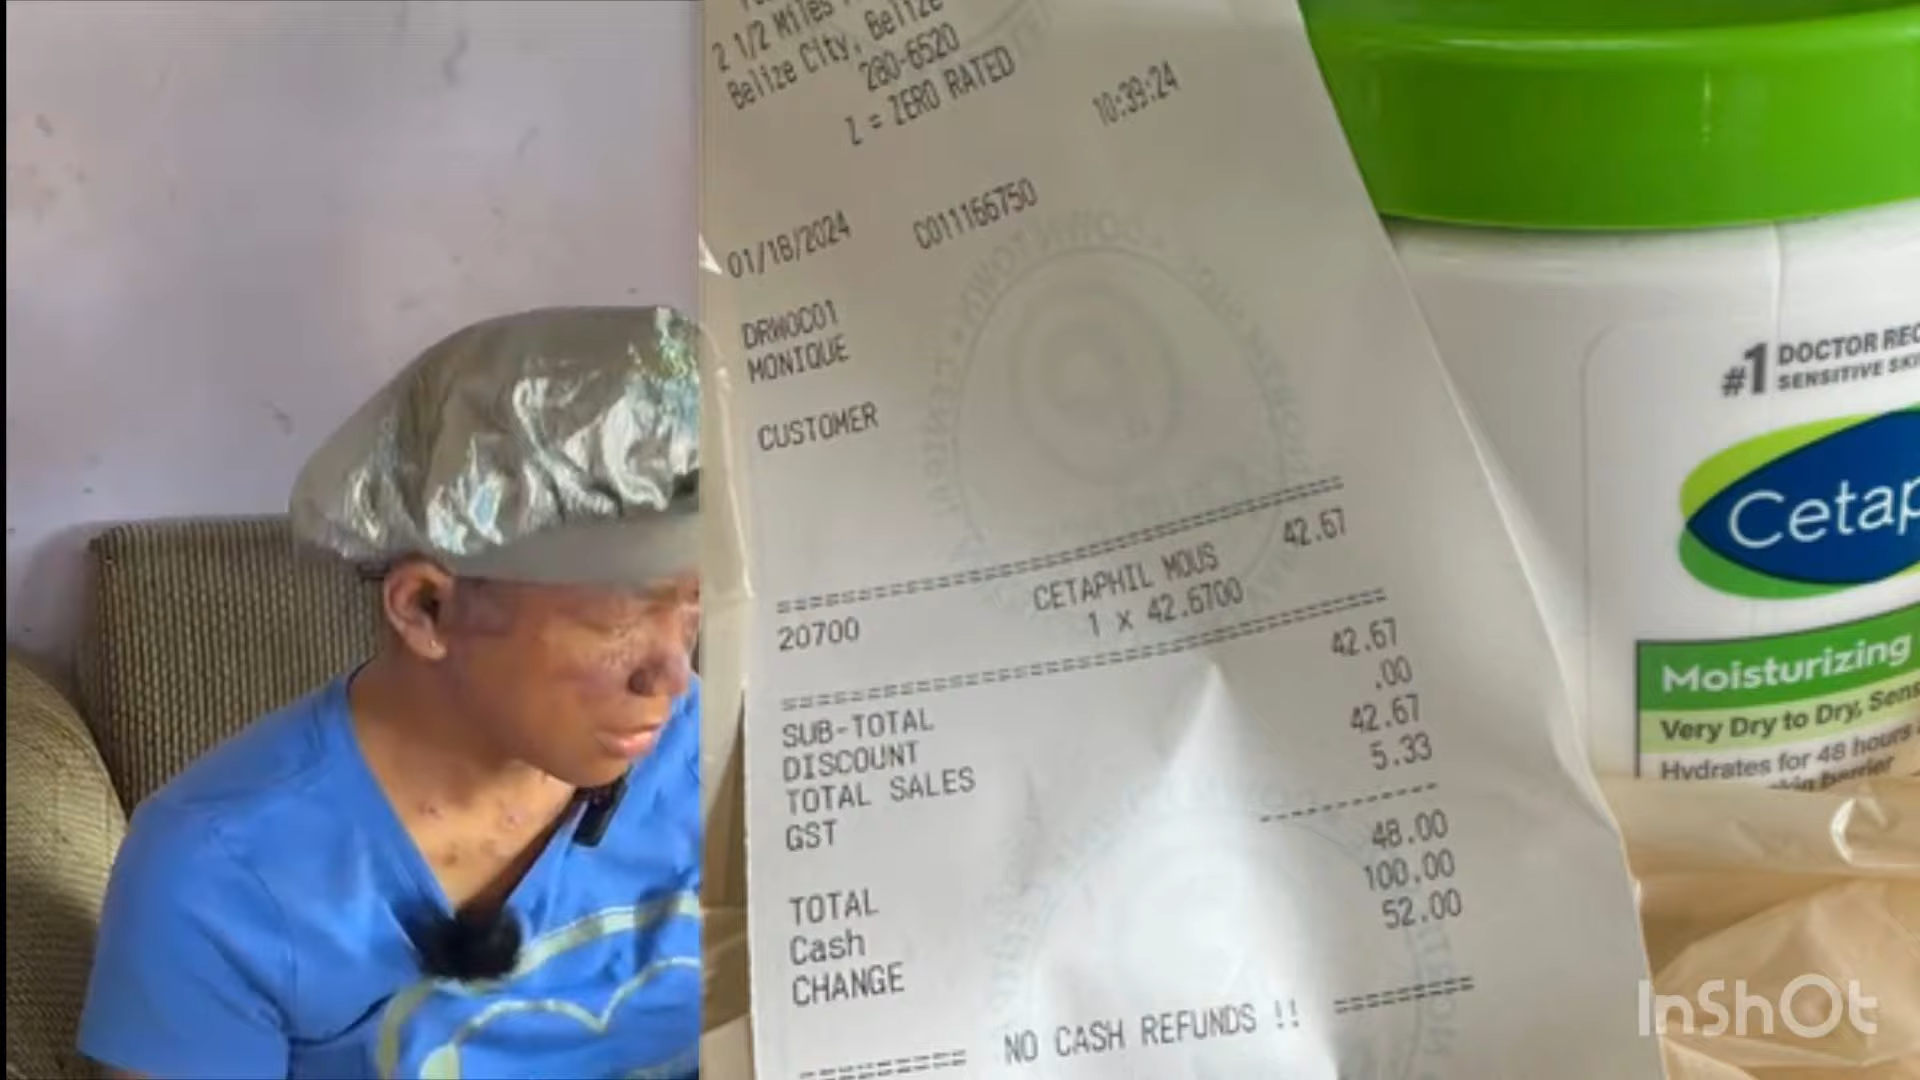 2 1/2 Miles
Belize City, Belize
280-6520
Z = ZERO RATED
10:39:24
01/18/2024 C011166750
DRWOC01
MONIQUE
CUSTOMER
================================
20700 CETAPHIL MOUS 42.67
1 x 42.6700
================================
SUB-TOTAL 42.67
DISCOUNT .00
TOTAL SALES 42.67
GST 5.33
----------
TOTAL 48.00
Cash 100.00
CHANGE 52.00
======== NO CASH REFUNDS !! ========
#1 DOCTOR REC
SENSITIVE SKI
Cetap
Moisturizing
Very Dry to Dry, Sens
Hydrates for 48 hours
skin barrier
InShOt